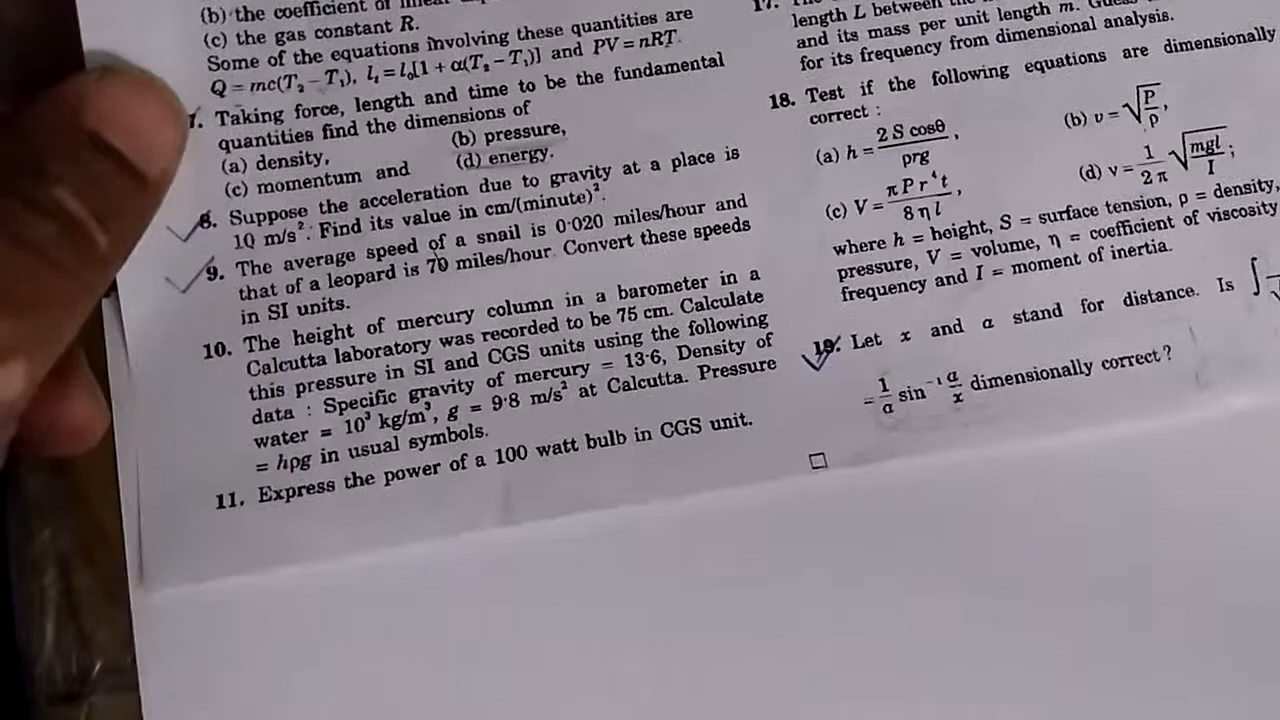 (b) the coefficient of
(c) the gas constant R.
Some of the equations involving these quantities are
Q = mc(T₂ − T₁), lₜ = l₀[1 + α(T₂ − T₁)] and PV = nRT.
7. Taking force, length and time to be the fundamental
quantities find the dimensions of
(a) density, (b) pressure,
(c) momentum and (d) energy.
8. Suppose the acceleration due to gravity at a place is
10 m/s². Find its value in cm/(minute)².
9. The average speed of a snail is 0·020 miles/hour and
that of a leopard is 70 miles/hour. Convert these speeds
in SI units.
10. The height of mercury column in a barometer in a
Calcutta laboratory was recorded to be 75 cm. Calculate
this pressure in SI and CGS units using the following
data : Specific gravity of mercury = 13·6, Density of
water = 10³ kg/m³, g = 9·8 m/s² at Calcutta. Pressure
= hρg in usual symbols.
11. Express the power of a 100 watt bulb in CGS unit.
17.
length L between
and its mass per unit length m. Guess
for its frequency from dimensional analysis.
18. Test if the following equations are dimensionally
correct :
(a) h = 2 S cosθ / ρrg, (b) υ = √(P/ρ),
(c) V = π P r⁴ t / 8 η l, (d) ν = 1/2π √(mgl/I) ;
where h = height, S = surface tension, ρ = density,
pressure, V = volume, η = coefficient of viscosity
frequency and I = moment of inertia.
19. Let x and a stand for distance. Is ∫
= 1/a sin⁻¹ a/x dimensionally correct ?